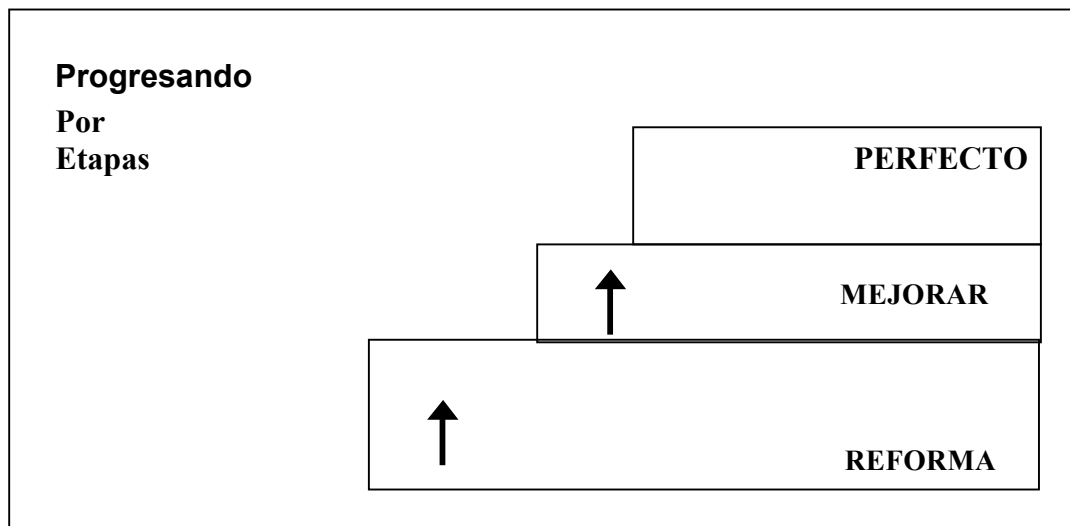 Progresando
Por
Etapas
PERFECTO
MEJORAR
REFORMA